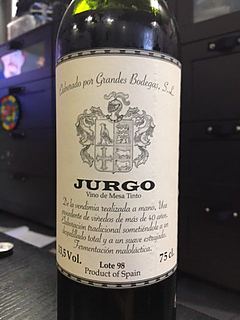 Elaborado por Grandes Bodegas, S.L.
JURGO
Vino de Mesa Tinto
De la vendimia realizada a mano, Uva
procedente de viñedos de más de 40 años.
Elaboración tradicional sometiéndole a un
despalillado total y a un suave estrujado.
Fermentación maloláctica.
13,5 Vol.
Lote 98
75 cl.
Product of Spain